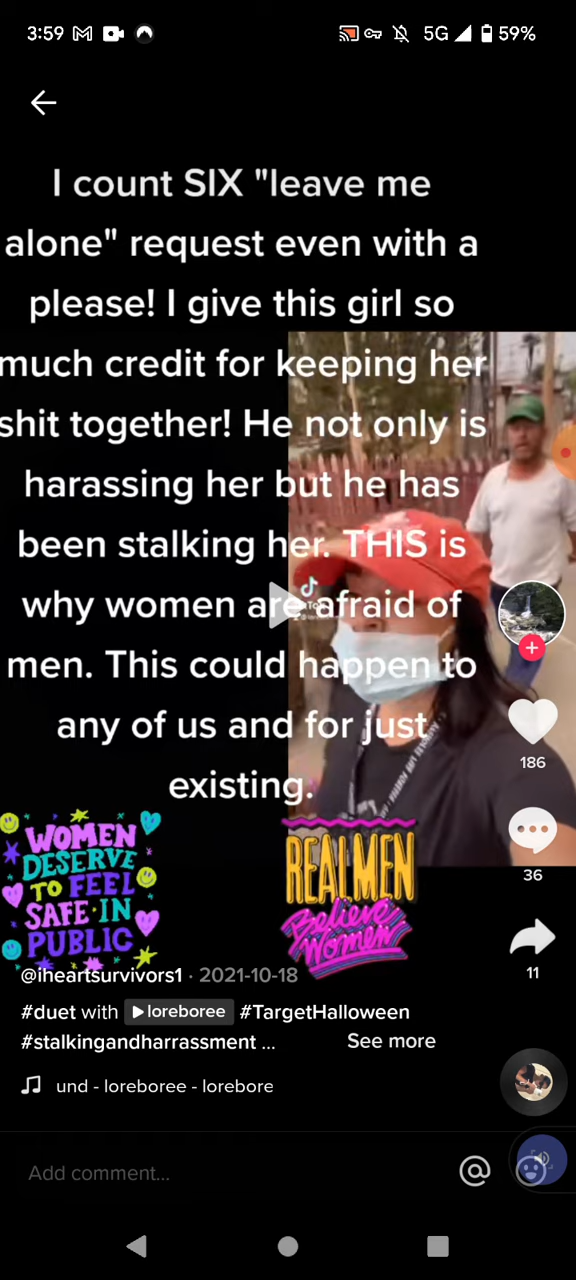 3:59
5G
59%
I count SIX "leave me
alone" request even with a
please! I give this girl so
much credit for keeping her
shit together! He not only is
harassing her but he has
been stalking her. THIS is
why women are afraid of
men. This could happen to
any of us and for just
existing.
186
36
11
WOMEN
DESERVE
TO FEEL
SAFE·IN
PUBLIC
REAL MEN
Believe
Women
@iheartsurvivors1 · 2021-10-18
#duet with loreboree #TargetHalloween
#stalkingandharrassment ... See more
und - loreboree - lorebore
Add comment...